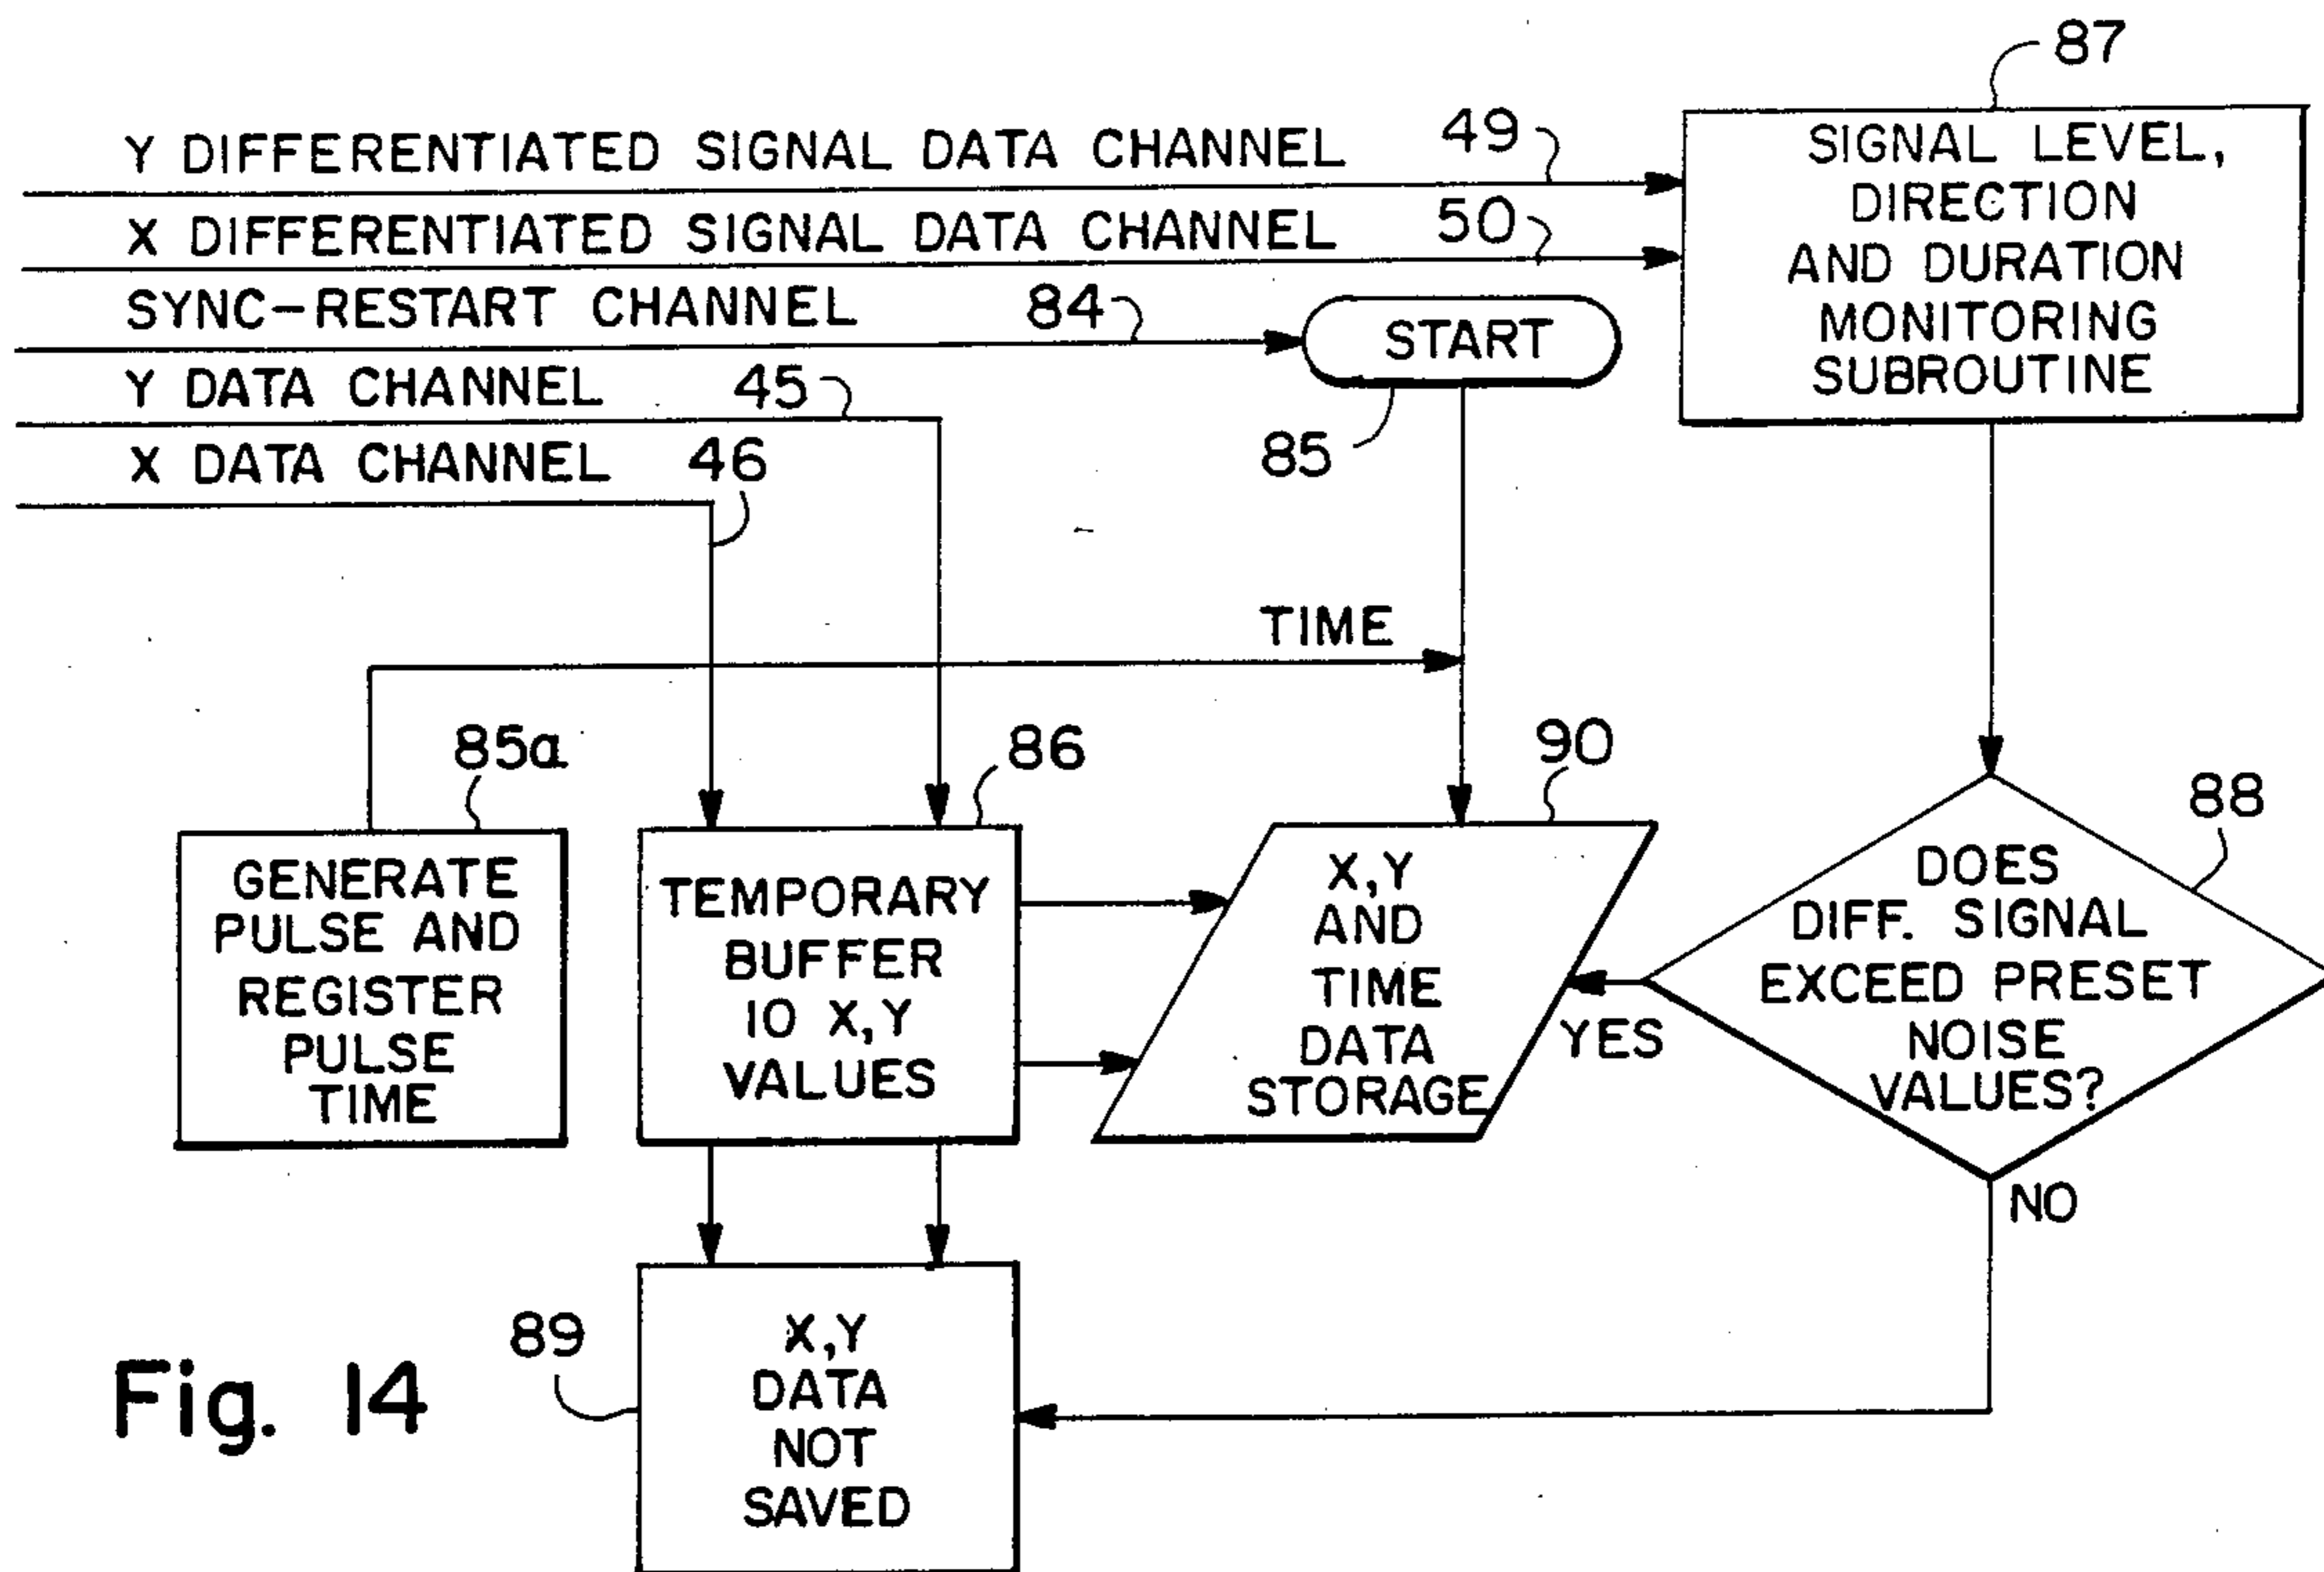 87
Y DIFFERENTIATED SIGNAL DATA CHANNEL 49
X DIFFERENTIATED SIGNAL DATA CHANNEL 50
SYNC-RESTART CHANNEL 84
Y DATA CHANNEL 45
X DATA CHANNEL 46
START
85
SIGNAL LEVEL,
DIRECTION
AND DURATION
MONITORING
SUBROUTINE
TIME
85a
GENERATE
PULSE AND
REGISTER
PULSE
TIME
86
TEMPORARY
BUFFER
10 X,Y
VALUES
90
X,Y
AND
TIME
DATA
STORAGE
88
DOES
DIFF. SIGNAL
EXCEED PRESET
NOISE
VALUES?
YES
NO
89
X,Y
DATA
NOT
SAVED
Fig. 14